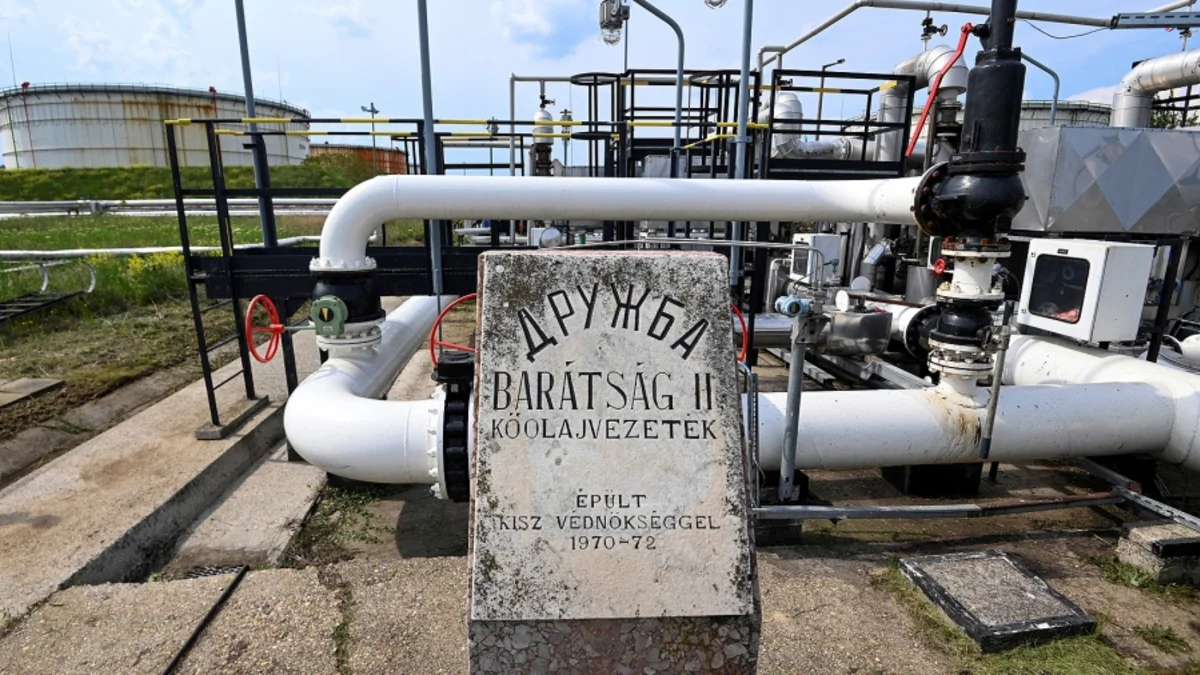 ДРУЖБА
BARÁTSÁG II
KŐOLAJVEZETÉK
ÉPÜLT
KISZ VÉDNÖKSÉGGEL
1970-72